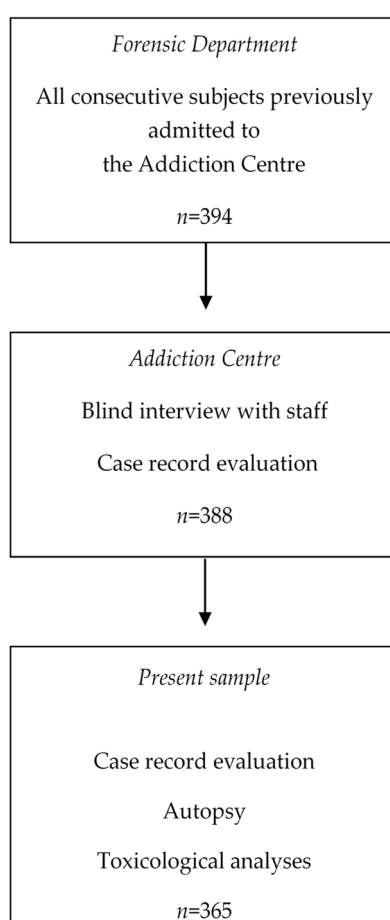 Forensic Department
All consecutive subjects previously
admitted to
the Addiction Centre
n=394
Addiction Centre
Blind interview with staff
Case record evaluation
n=388
Present sample
Case record evaluation
Autopsy
Toxicological analyses
n=365